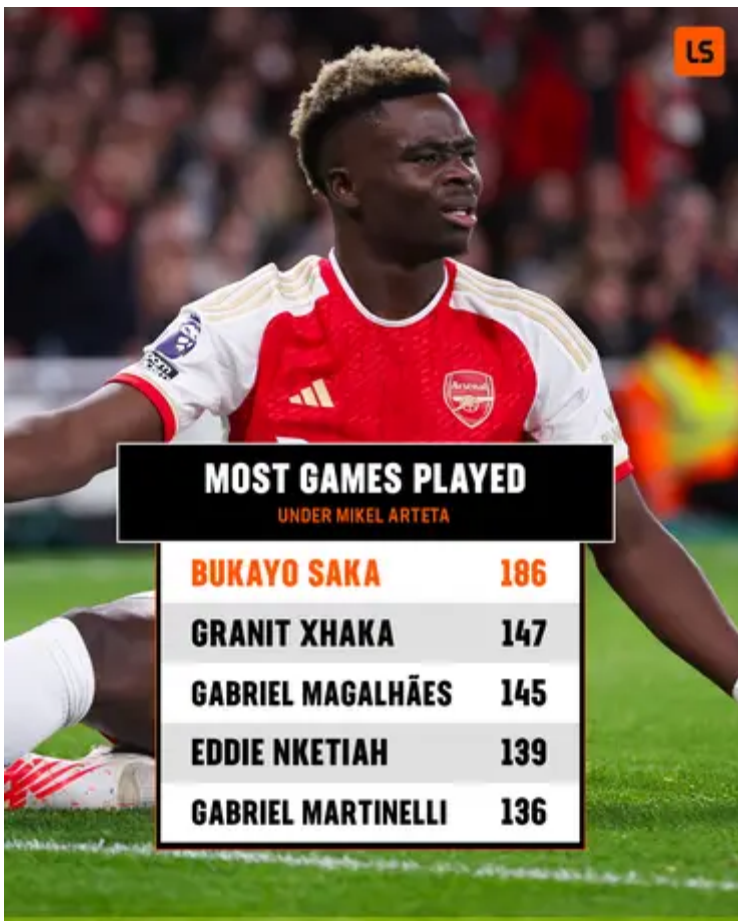 LS
Arsenal
MOST GAMES PLAYED
UNDER MIKEL ARTETA
BUKAYO SAKA 186
GRANIT XHAKA 147
GABRIEL MAGALHÃES 145
EDDIE NKETIAH 139
GABRIEL MARTINELLI 136